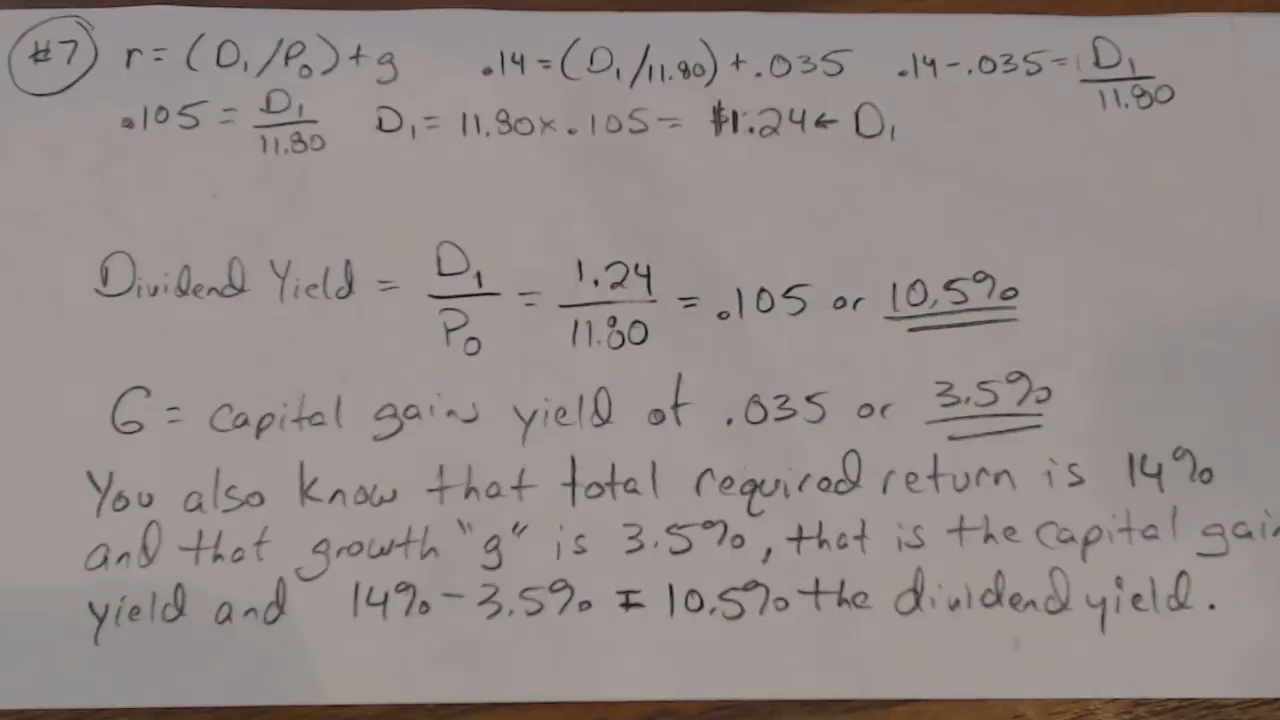 #7 r = (D₁/P₀) + g .14 = (D₁/11.80) + .035 .14 - .035 = D₁/11.80
.105 = D₁/11.80 D₁ = 11.80 x .105 = $1.24 ← D₁
Dividend Yield = D₁/P₀ = 1.24/11.80 = .105 or 10.5%
G = capital gains yield of .035 or 3.5%
You also know that total required return is 14%
and that growth "g" is 3.5%, that is the capital gain
yield and 14% - 3.5% = 10.5% the dividend yield.